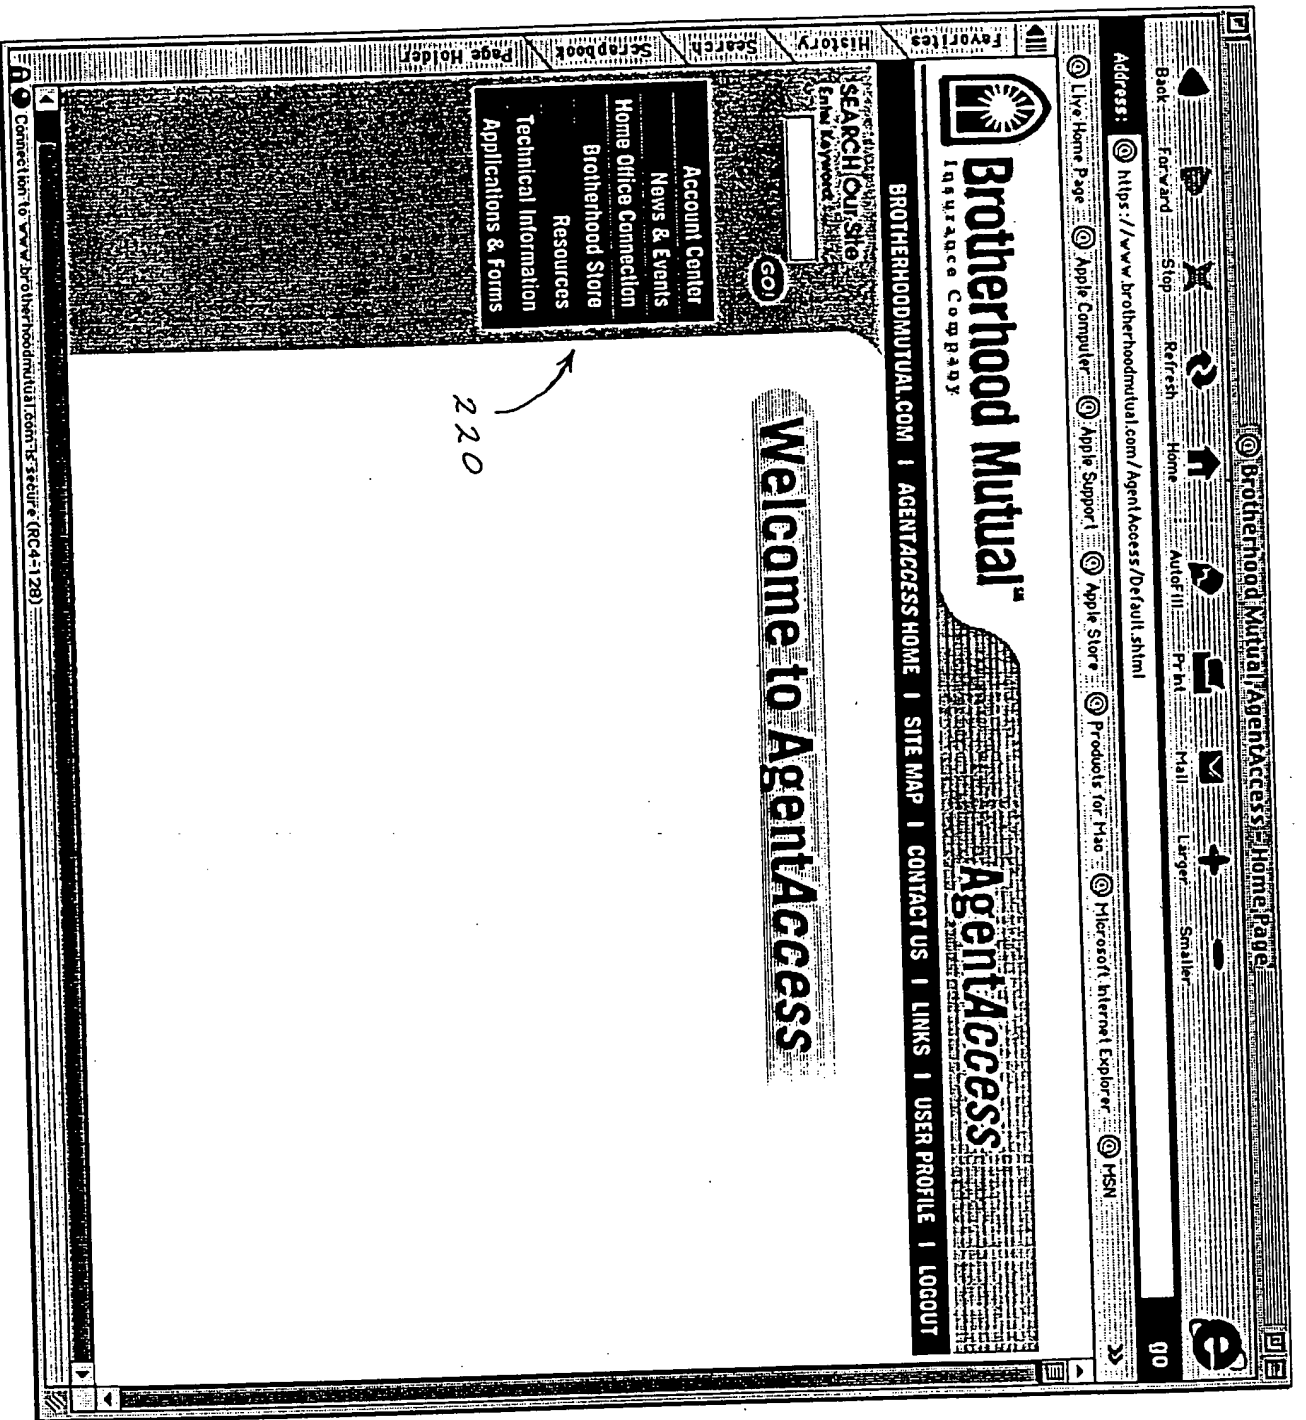 @ Brotherhood Mutual, AgentAccess - Home Page
Back Forward Stop Refresh Home AutoFill Print Mail Larger Smaller
Address: @ https://www.brotherhoodmutual.com/AgentAccess/Default.shtml go
@ Live Home Page @ Apple Computer @ Apple Support @ Apple Store @ Products for Mac @ Microsoft Internet Explorer @ MSN »
Favorites
History
Search
Scrapbook
Page Holder
Brotherhood Mutual℠
Insurance Company
AgentAccess
BROTHERHOODMUTUAL.COM | AGENTACCESS HOME | SITE MAP | CONTACT US | LINKS | USER PROFILE | LOGOUT
SEARCH Our Site
Enter Keyword
GO!
Welcome to AgentAccess
Account Center
News & Events
Home Office Connection
Brotherhood Store
Resources
Technical Information
Applications & Forms
220
Connection to www.brotherhoodmutual.com is secure (RC4-128)